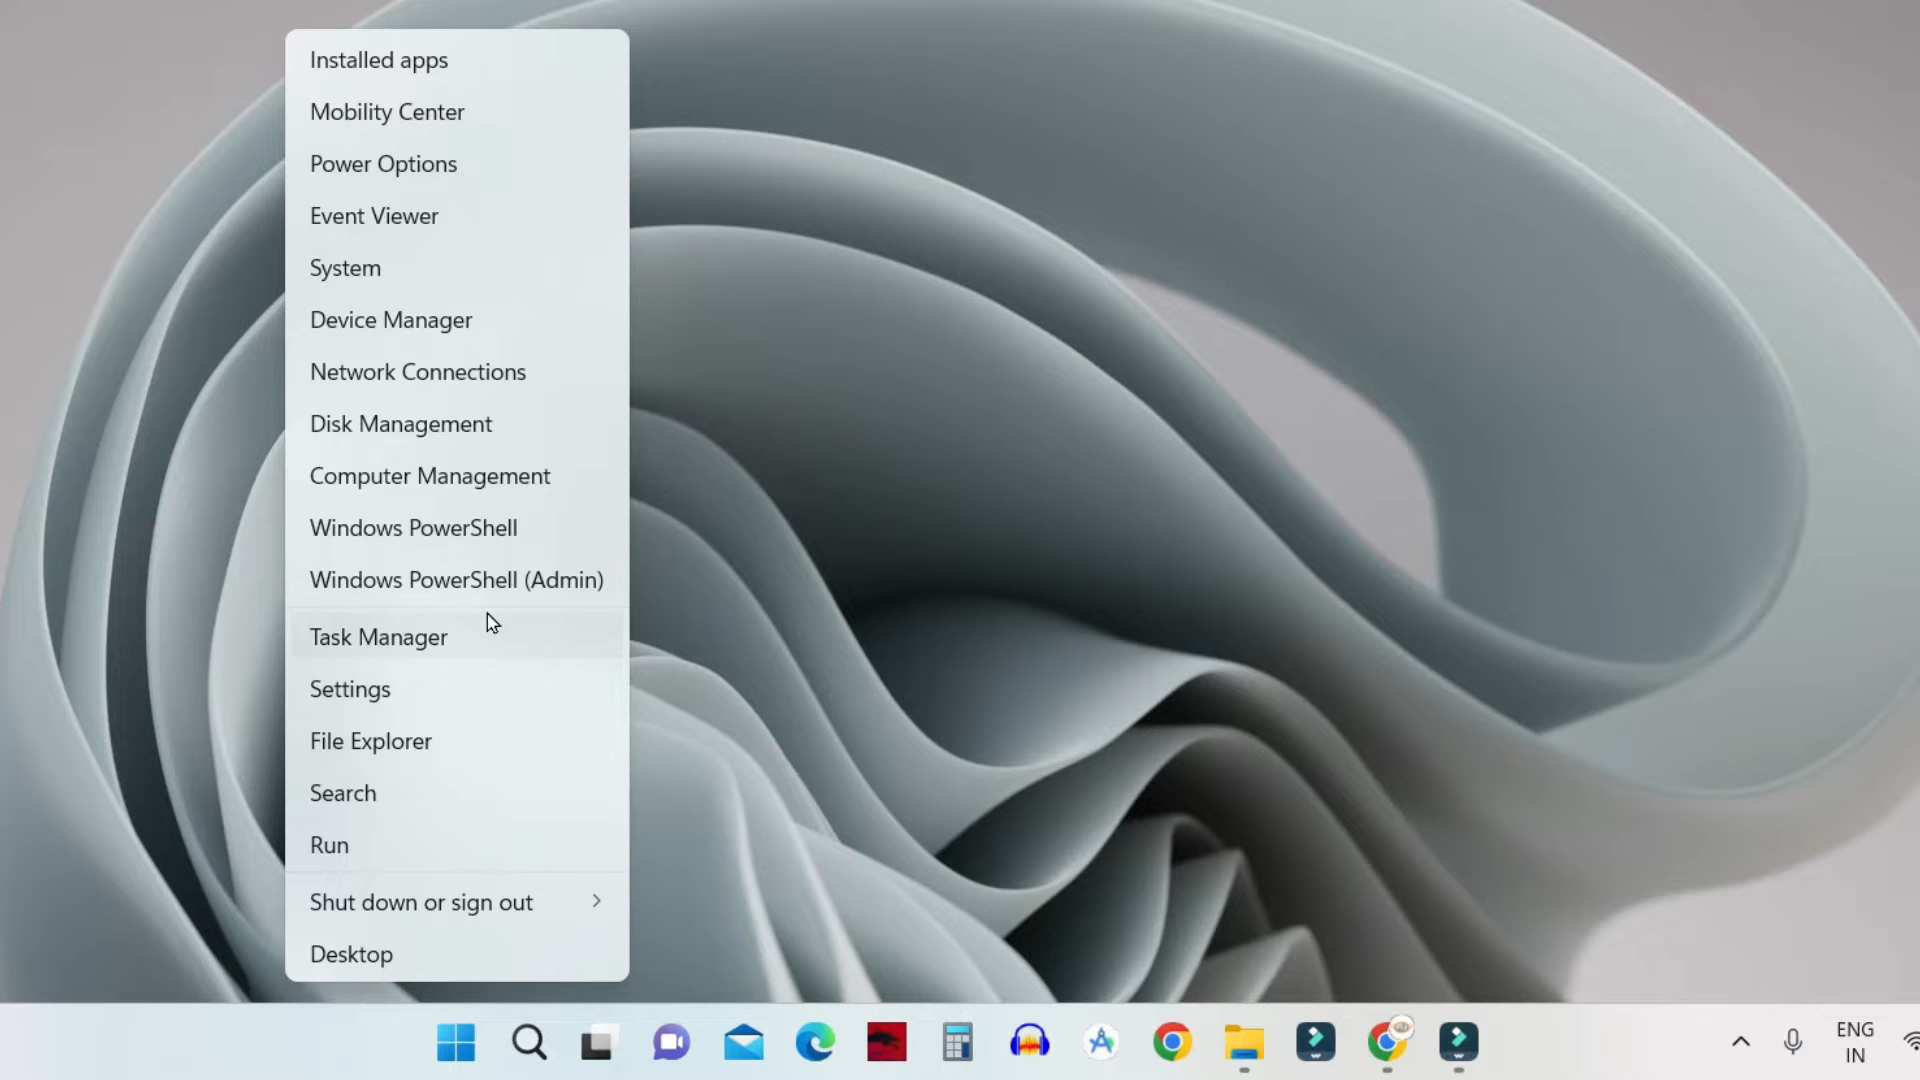 Installed apps
Mobility Center
Power Options
Event Viewer
System
Device Manager
Network Connections
Disk Management
Computer Management
Windows PowerShell
Windows PowerShell (Admin)
Task Manager
Settings
File Explorer
Search
Run
Shut down or sign out
Desktop
ENG
IN